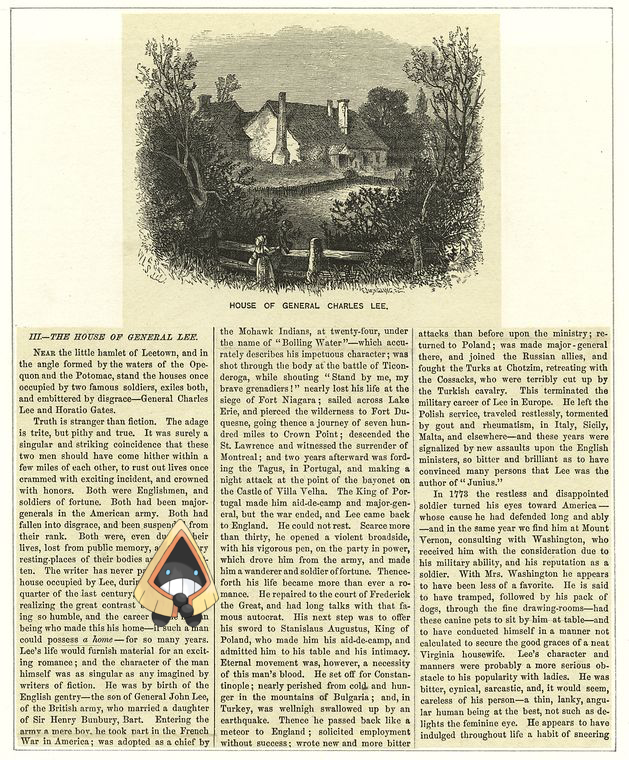 HOUSE OF GENERAL CHARLES LEE.
III.—THE HOUSE OF GENERAL LEE.
Near the little hamlet of Leetown, and in
the angle formed by the waters of the Ope-
quon and the Potomac, stand the houses once
occupied by two famous soldiers, exiles both,
and embittered by disgrace—General Charles
Lee and Horatio Gates.
Truth is stranger than fiction. The adage
is trite, but pithy and true. It was surely a
singular and striking coincidence that these
two men should have come hither within a
few miles of each other, to rust out lives once
crammed with exciting incident, and crowned
with honors. Both were Englishmen, and
soldiers of fortune. Both had been major-
generals in the American army. Both had
fallen into disgrace, and been from
their rank. Both were, even their
lives, lost from public memory,
resting-places of their bodies
ten. The writer has never
house occupied by Lee,
quarter of the last century,
realizing the great contrast
ing so humble, and the career
being who made this his home—
could possess a home—for so many years.
Lee's life would furnish material for an excit-
ing romance; and the character of the man
himself was as singular as any imagined by
writers of fiction. He was by birth of the
English gentry—the son of General John Lee,
of the British army, who married a daughter
of Sir Henry Bunbury, Bart. Entering the
army a mere boy, he took part in the French
War in America; was adopted as a chief by
the Mohawk Indians, at twenty-four, under
the name of "Boiling Water"—which accu-
rately describes his impetuous character; was
shot through the body at the battle of Ticon-
deroga, while shouting "Stand by me, my
brave grenadiers!" nearly lost his life at the
siege of Fort Niagara; sailed across Lake
Erie, and pierced the wilderness to Fort Du-
quesne, going thence a journey of seven hun-
dred miles to Crown Point; descended the
St. Lawrence and witnessed the surrender of
Montreal; and two years afterward was ford-
ing the Tagus, in Portugal, and making a
night attack at the point of the bayonet on
the Castle of Villa Velha. The King of Por-
tugal made him aid-de-camp and major-gen-
eral, but the war ended, and Lee came back
to England. He could not rest. Scarce more
than thirty, he opened a violent broadside,
with his vigorous pen, on the party in power,
which drove him from the army, and made
him a wanderer and soldier of fortune. Thence-
forth his life became more than ever a ro-
mance. He repaired to the court of Frederick
the Great, and had long talks with that fa-
mous autocrat. His next step was to offer
his sword to Stanislaus Augustus, King of
Poland, who made him his aid-de-camp, and
admitted him to his table and his intimacy.
Eternal movement was, however, a necessity
of this man's blood. He set off for Constan-
tinople; nearly perished from cold and hun-
ger in the mountains of Bulgaria; and, in
Turkey, was wellnigh swallowed up by an
earthquake. Thence he passed back like a
meteor to England; solicited employment
without success; wrote new and more bitter
attacks than before upon the ministry; re-
turned to Poland; was made major-general
there, and joined the Russian allies, and
fought the Turks at Chotzim, retreating with
the Cossacks, who were terribly cut up by
the Turkish cavalry. This terminated the
military career of Lee in Europe. He left the
Polish service, traveled restlessly, tormented
by gout and rheumatism, in Italy, Sicily,
Malta, and elsewhere—and these years were
signalized by new assaults upon the English
ministers, so bitter and brilliant as to have
convinced many persons that Lee was the
author of "Junius."
In 1773 the restless and disappointed
soldier turned his eyes toward America—
whose cause he had defended long and ably
—and in the same year we find him at Mount
Vernon, consulting with Washington, who
received him with the consideration due to
his military ability, and his reputation as a
soldier. With Mrs. Washington he appears
to have been less of a favorite. He is said
to have tramped, followed by his pack of
dogs, through the fine drawing-rooms—had
these canine pets to sit by him at table—and
to have conducted himself in a manner not
calculated to secure the good graces of a neat
Virginia housewife. Lee's character and
manners were probably a more serious ob-
stacle to his popularity with ladies. He was
bitter, cynical, sarcastic, and, it would seem,
careless of his person—a thin, lanky, angu-
lar human being at the best, not such as de-
lights the feminine eye. He appears to have
indulged throughout life a habit of sneering